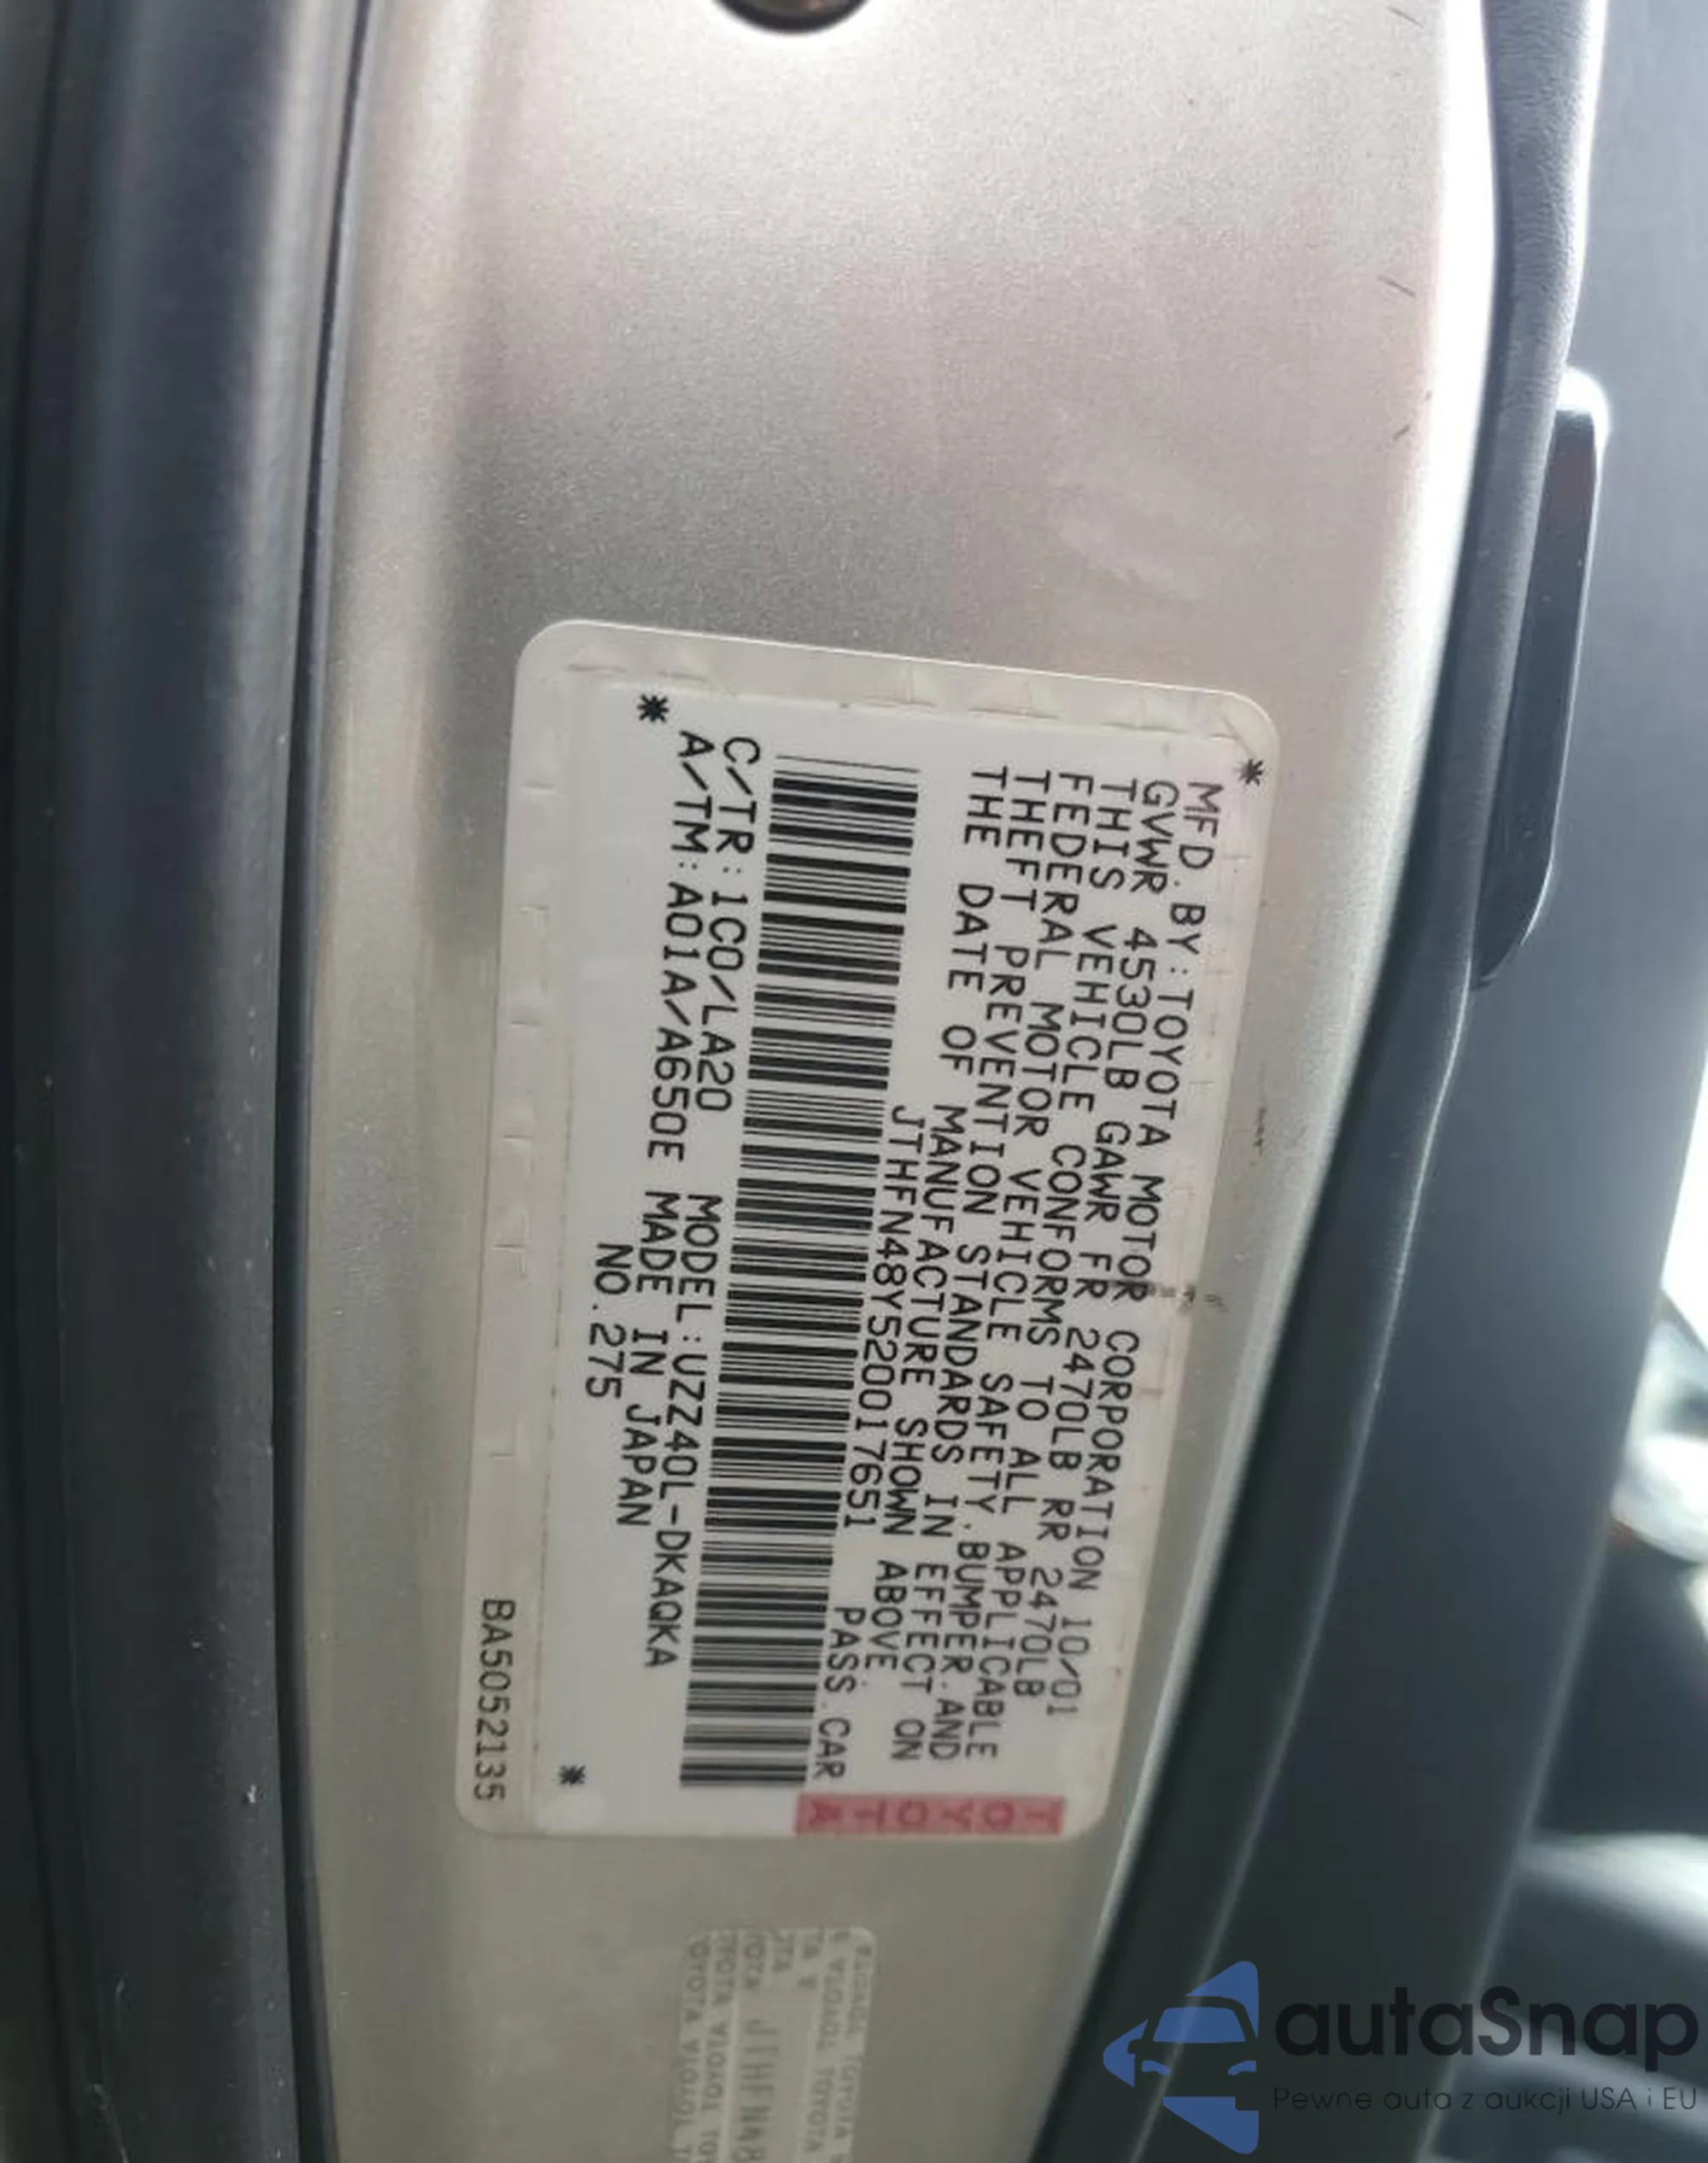 MFD.BY:TOYOTA MOTOR CORPORATION 10/01
GVWR 4530LB GAWR FR 2470LB RR 2470LB
THIS VEHICLE CONFORMS TO ALL APPLICABLE
FEDERAL MOTOR VEHICLE SAFETY.BUMPER.AND
THEFT PREVENTION STANDARDS IN EFFECT ON
THE DATE OF MANUFACTURE SHOWN ABOVE
JTHFN48Y520017651 PASS.CAR
C/TR:1C0/LA20 MODEL:UZZ40L-DKAQKA
A/TM:A01A/A650E MADE IN JAPAN
NO.275
BA5052135
TOYOTA
JTHFN48
autaSnap
Pewne auta z aukcji USA i EU